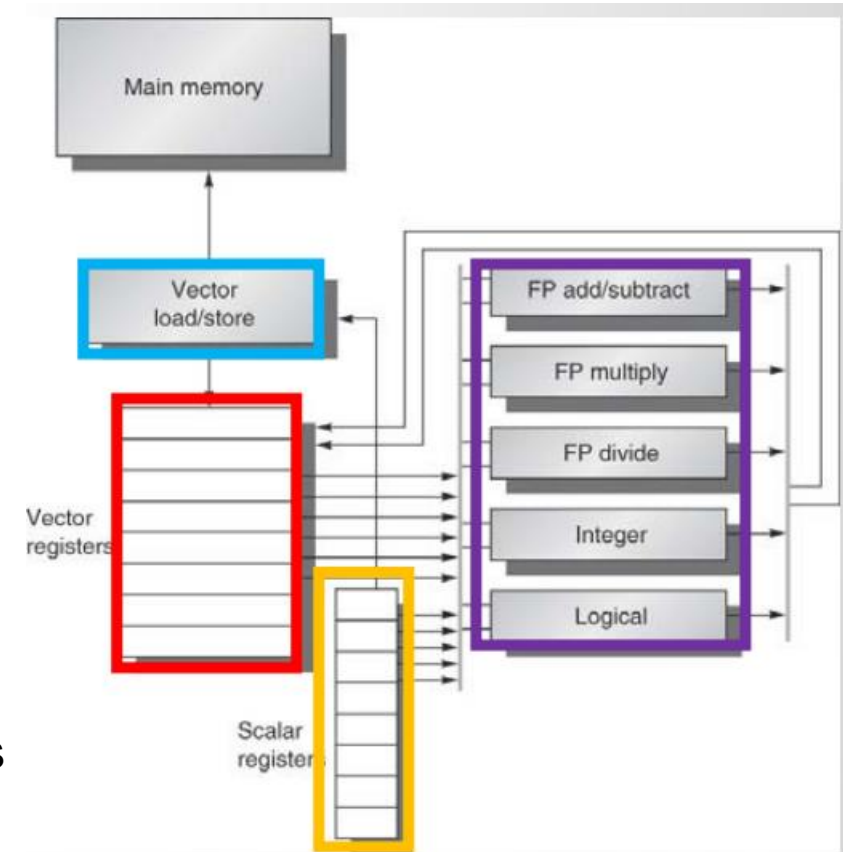 Main memory
Vector
load/store
FP add/subtract
FP multiply
FP divide
Integer
Logical
Vector
registers
Scalar
registers
s